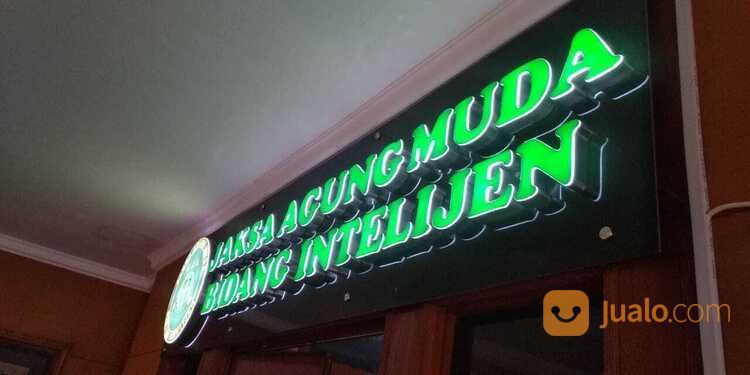 JAKSA AGUNG MUDA
BIDANG INTELIJEN
jualo.com